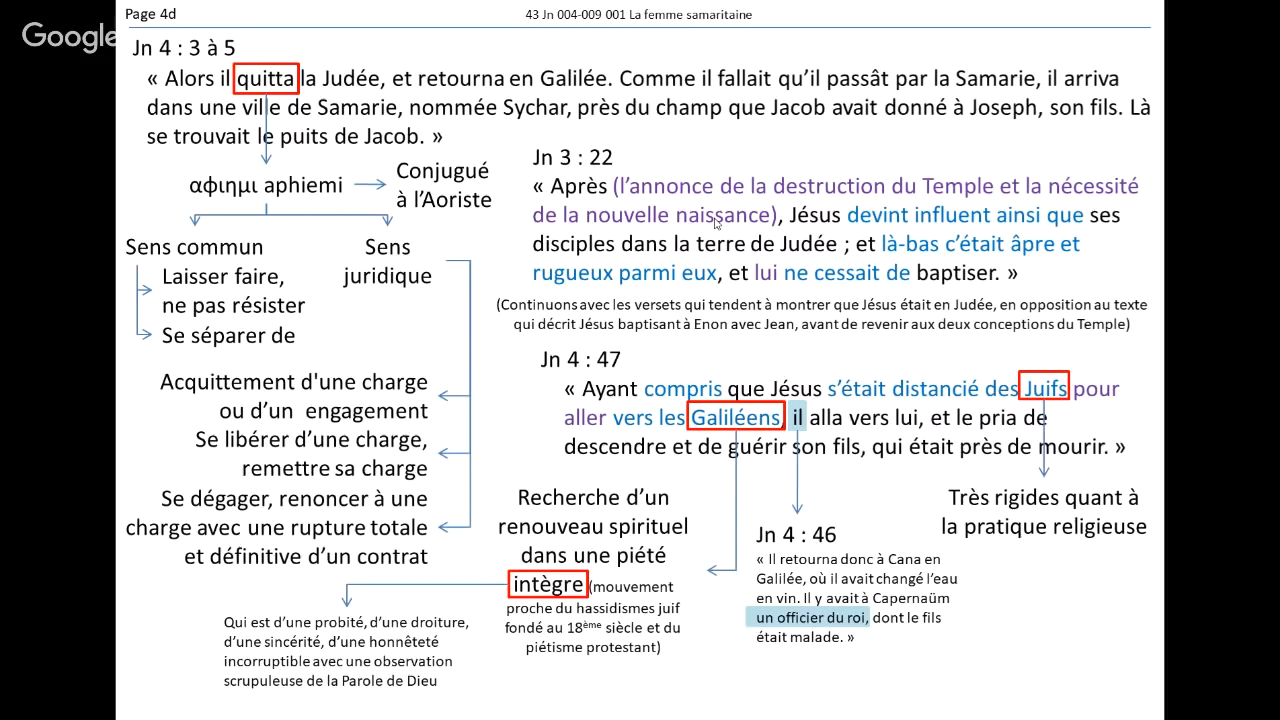 Google
Page 4d
43 Jn 004-009 001 La femme samaritaine
Jn 4 : 3 à 5
« Alors il quitta la Judée, et retourna en Galilée. Comme il fallait qu’il passât par la Samarie, il arriva
dans une ville de Samarie, nommée Sychar, près du champ que Jacob avait donné à Joseph, son fils. Là
se trouvait le puits de Jacob. »
αφιημι aphiemi
Conjugué
à l’Aoriste
Sens commun
Laisser faire,
ne pas résister
Se séparer de
Sens
juridique
Acquittement d'une charge
ou d’un engagement
Se libérer d’une charge,
remettre sa charge
Se dégager, renoncer à une
charge avec une rupture totale
et définitive d’un contrat
Jn 3 : 22
« Après (l’annonce de la destruction du Temple et la nécessité
de la nouvelle naissance), Jésus devint influent ainsi que ses
disciples dans la terre de Judée ; et là-bas c’était âpre et
rugueux parmi eux, et lui ne cessait de baptiser. »
(Continuons avec les versets qui tendent à montrer que Jésus était en Judée, en opposition au texte
qui décrit Jésus baptisant à Enon avec Jean, avant de revenir aux deux conceptions du Temple)
Jn 4 : 47
« Ayant compris que Jésus s’était distancié des Juifs pour
aller vers les Galiléens, il alla vers lui, et le pria de
descendre et de guérir son fils, qui était près de mourir. »
Recherche d’un
renouveau spirituel
dans une piété
intègre (mouvement
proche du hassidismes juif
fondé au 18ème siècle et du
piétisme protestant)
Qui est d’une probité, d’une droiture,
d’une sincérité, d’une honnêteté
incorruptible avec une observation
scrupuleuse de la Parole de Dieu
Jn 4 : 46
« Il retourna donc à Cana en
Galilée, où il avait changé l’eau
en vin. Il y avait à Capernaüm
un officier du roi, dont le fils
était malade. »
Très rigides quant à
la pratique religieuse